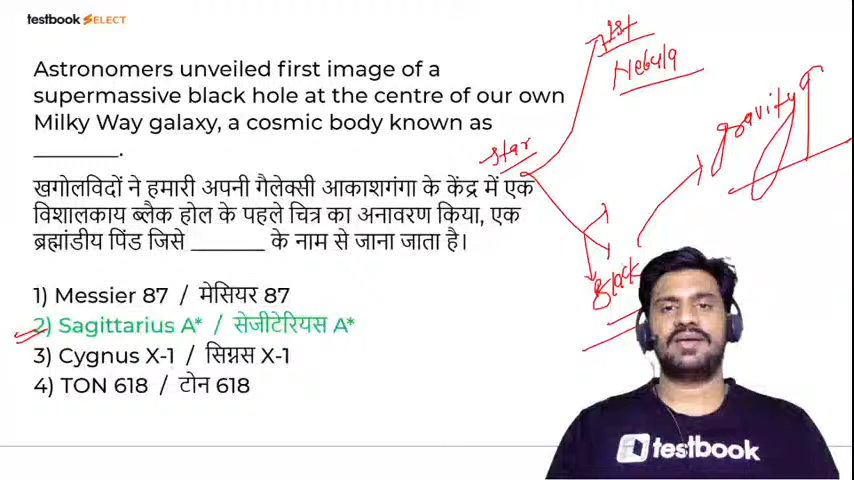 testbook SELECT
Astronomers unveiled first image of a
supermassive black hole at the centre of our own
Milky Way galaxy, a cosmic body known as
________.
खगोलविदों ने हमारी अपनी गैलेक्सी आकाशगंगा के केंद्र में एक
विशालकाय ब्लैक होल के पहले चित्र का अनावरण किया, एक
ब्रह्मांडीय पिंड जिसे ________ के नाम से जाना जाता है।
1) Messier 87 / मेसियर 87
2) Sagittarius A* / सेजीटेरियस A*
3) Cygnus X-1 / सिग्नस X-1
4) TON 618 / टोन 618
Nebula
star
gravity
Black
testbook